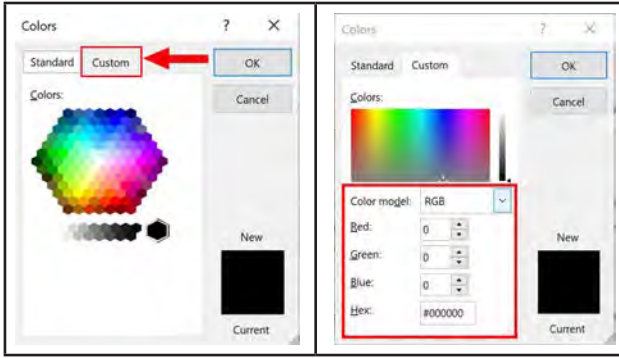 Colors ? ×
Standard Custom
OK
Colors:
Cancel
New
Current
Colors ? ×
Standard Custom
OK
Colors:
Cancel
Color model: RGB
Red: 0
Green: 0
Blue: 0
Hex: #000000
New
Current